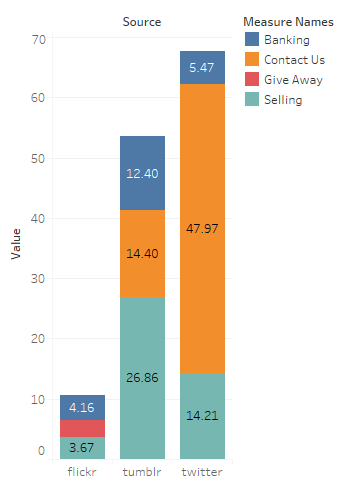 Source
Measure Names
Banking
Contact Us
Give Away
Selling
Value
70
60
50
40
30
20
10
0
5.47
12.40
47.97
14.40
26.86
14.21
4.16
3.67
flickr tumblr twitter